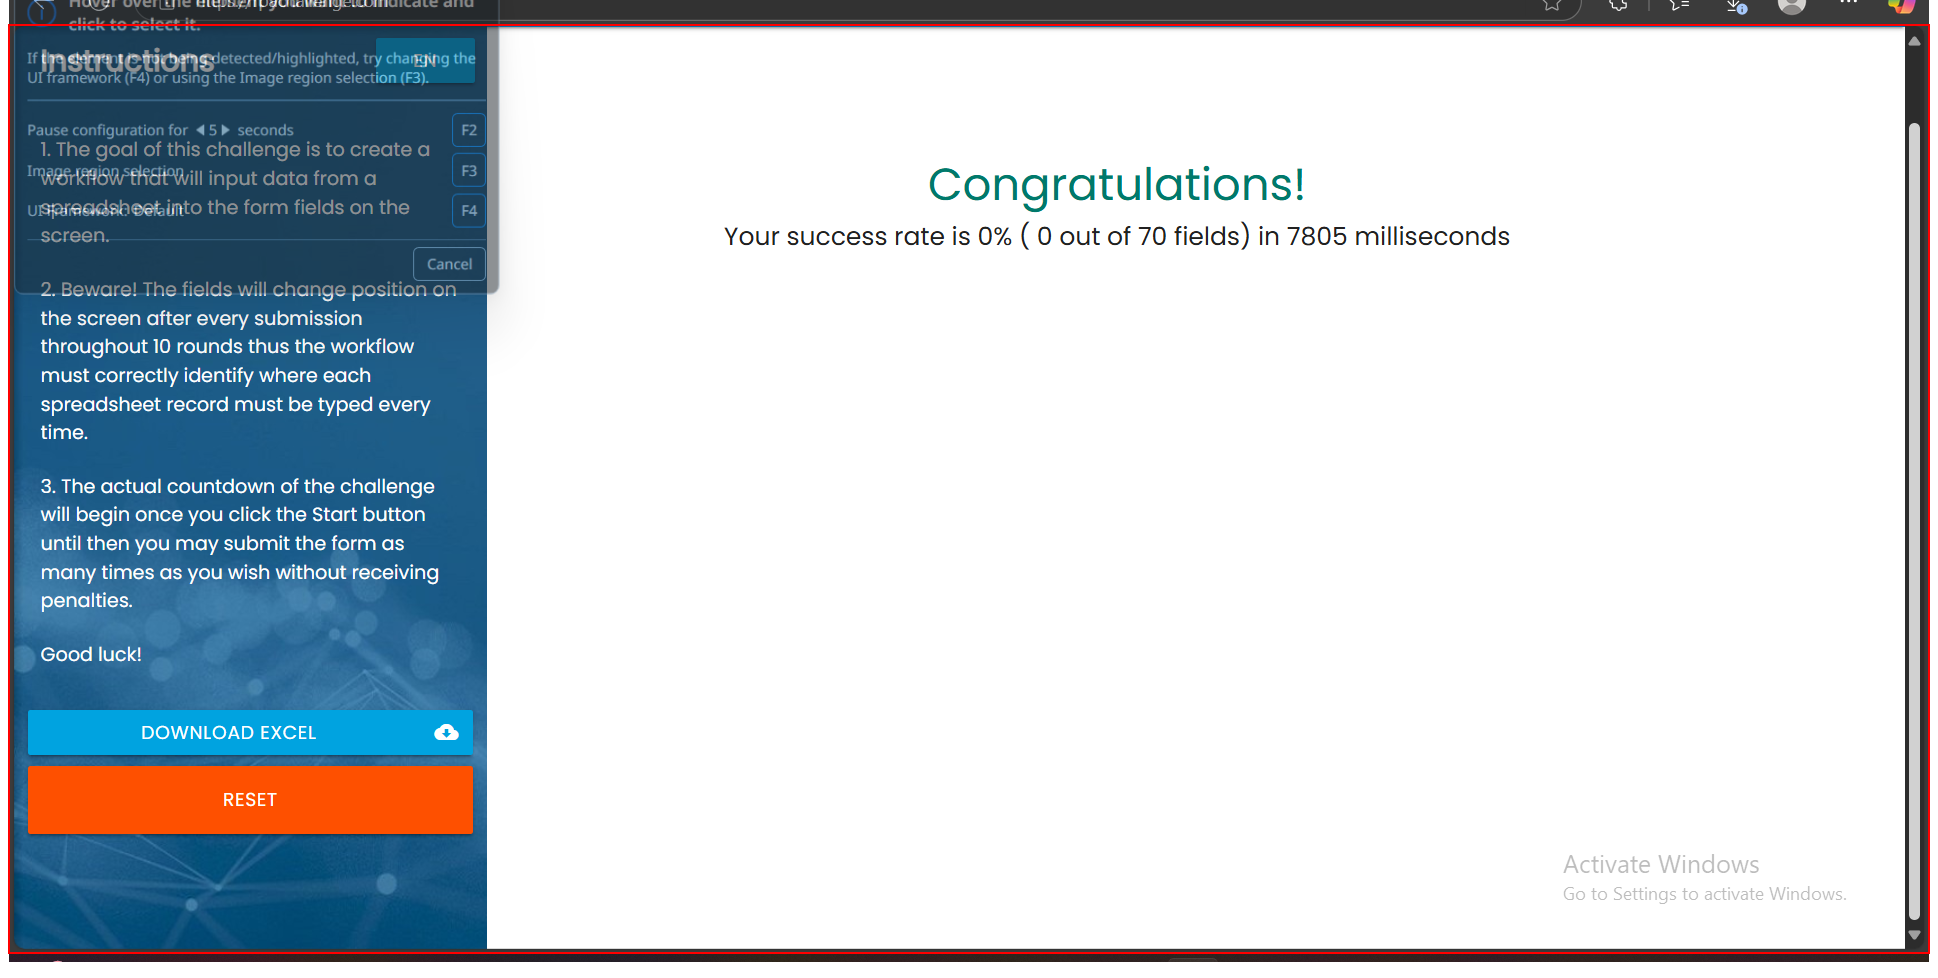 Hover over the element you want to indicate and
click to select it.
Instructions
EN
If the element is not being detected/highlighted, try changing the
UI framework (F4) or using the Image region selection (F3).
Pause configuration for 5 seconds
F2
1. The goal of this challenge is to create a
Image region selection
F3
workflow that will input data from a
UI Framework: Default
F4
spreadsheet into the form fields on the
screen.
Cancel
2. Beware! The fields will change position on
the screen after every submission
throughout 10 rounds thus the workflow
must correctly identify where each
spreadsheet record must be typed every
time.
3. The actual countdown of the challenge
will begin once you click the Start button
until then you may submit the form as
many times as you wish without receiving
penalties.
Good luck!
DOWNLOAD EXCEL
RESET
Congratulations!
Your success rate is 0% ( 0 out of 70 fields) in 7805 milliseconds
Activate Windows
Go to Settings to activate Windows.